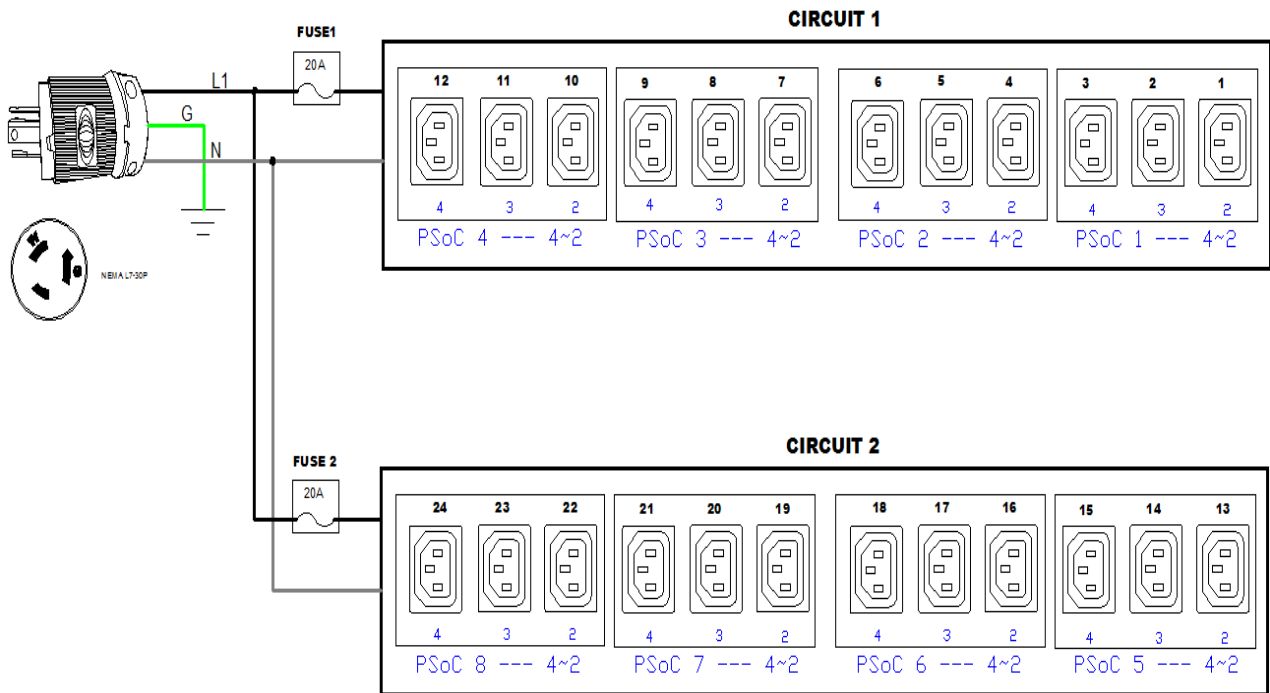 CIRCUIT 1
FUSE1
20A
L1
G
N
12 11 10 9 8 7 6 5 4 3 2 1
4 3 2 4 3 2 4 3 2 4 3 2
PSoC 4 --- 4~2 PSoC 3 --- 4~2 PSoC 2 --- 4~2 PSoC 1 --- 4~2
W
G
NEMA L7-30P
CIRCUIT 2
FUSE 2
20A
24 23 22 21 20 19 18 17 16 15 14 13
4 3 2 4 3 2 4 3 2 4 3 2
PSoC 8 --- 4~2 PSoC 7 --- 4~2 PSoC 6 --- 4~2 PSoC 5 --- 4~2